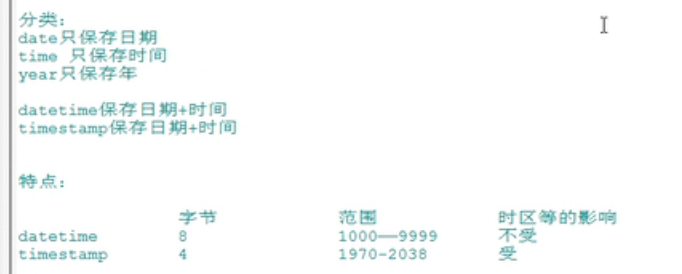 分类:
date只保存日期
time 只保存时间
year只保存年
datetime保存日期+时间
timestamp保存日期+时间
特点:
字节 范围 时区等的影响
datetime 8 1000——9999 不受
timestamp 4 1970-2038 受